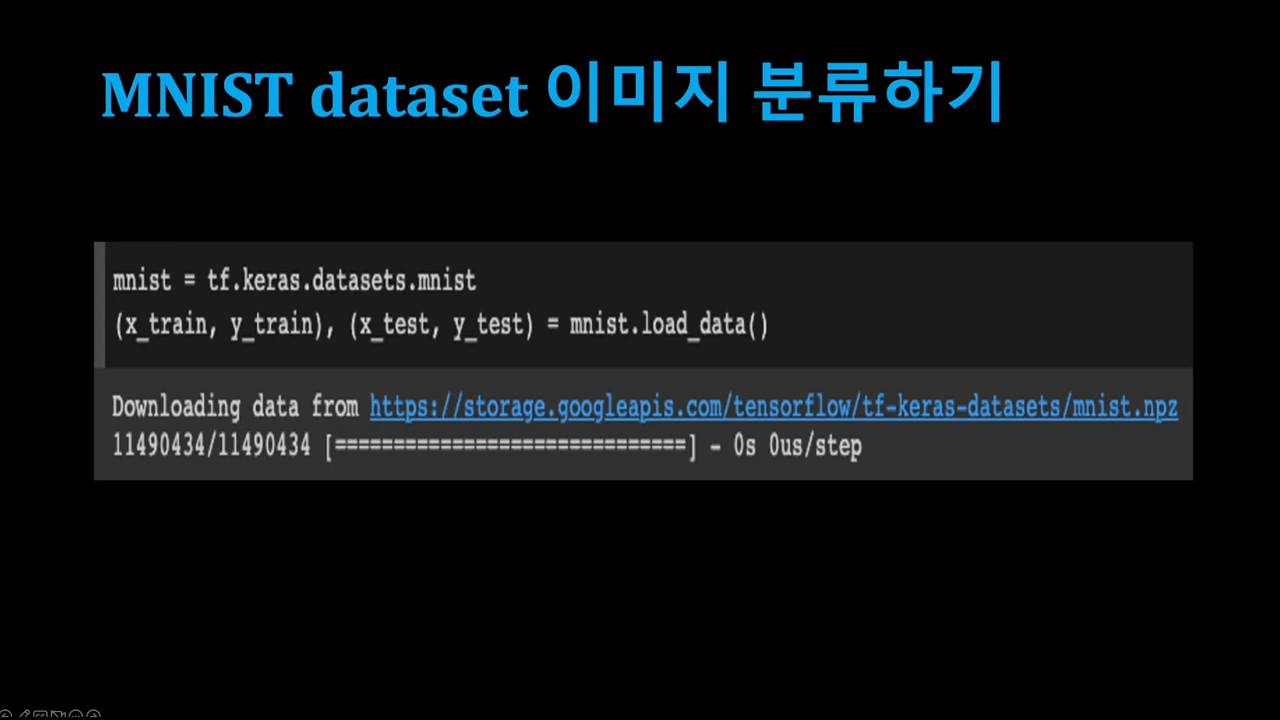 MNIST dataset 이미지 분류하기
mnist = tf.keras.datasets.mnist
(x_train, y_train), (x_test, y_test) = mnist.load_data()
Downloading data from https://storage.googleapis.com/tensorflow/tf-keras-datasets/mnist.npz
11490434/11490434 [==============================] - 0s 0us/step